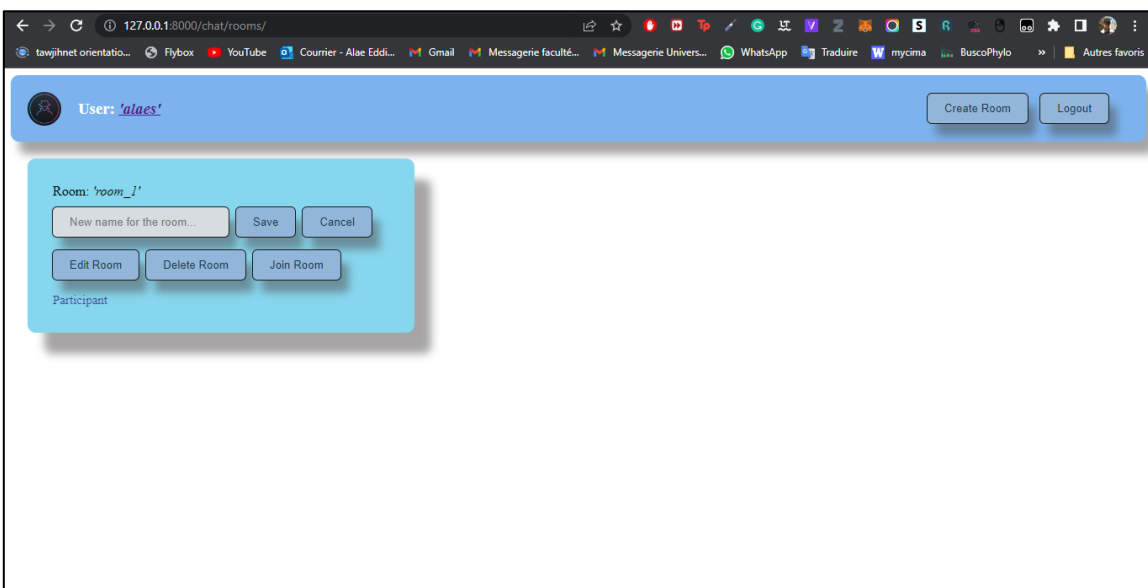 127.0.0.1:8000/chat/rooms/
tawjihnet orientatio... Flybox YouTube Courrier - Alae Eddi... Gmail Messagerie faculté... Messagerie Univers... WhatsApp Traduire mycima BuscoPhylo » Autres favoris
User: 'alaes' Create Room Logout
Room: 'room_1'
New name for the room... Save Cancel
Edit Room Delete Room Join Room
Participant